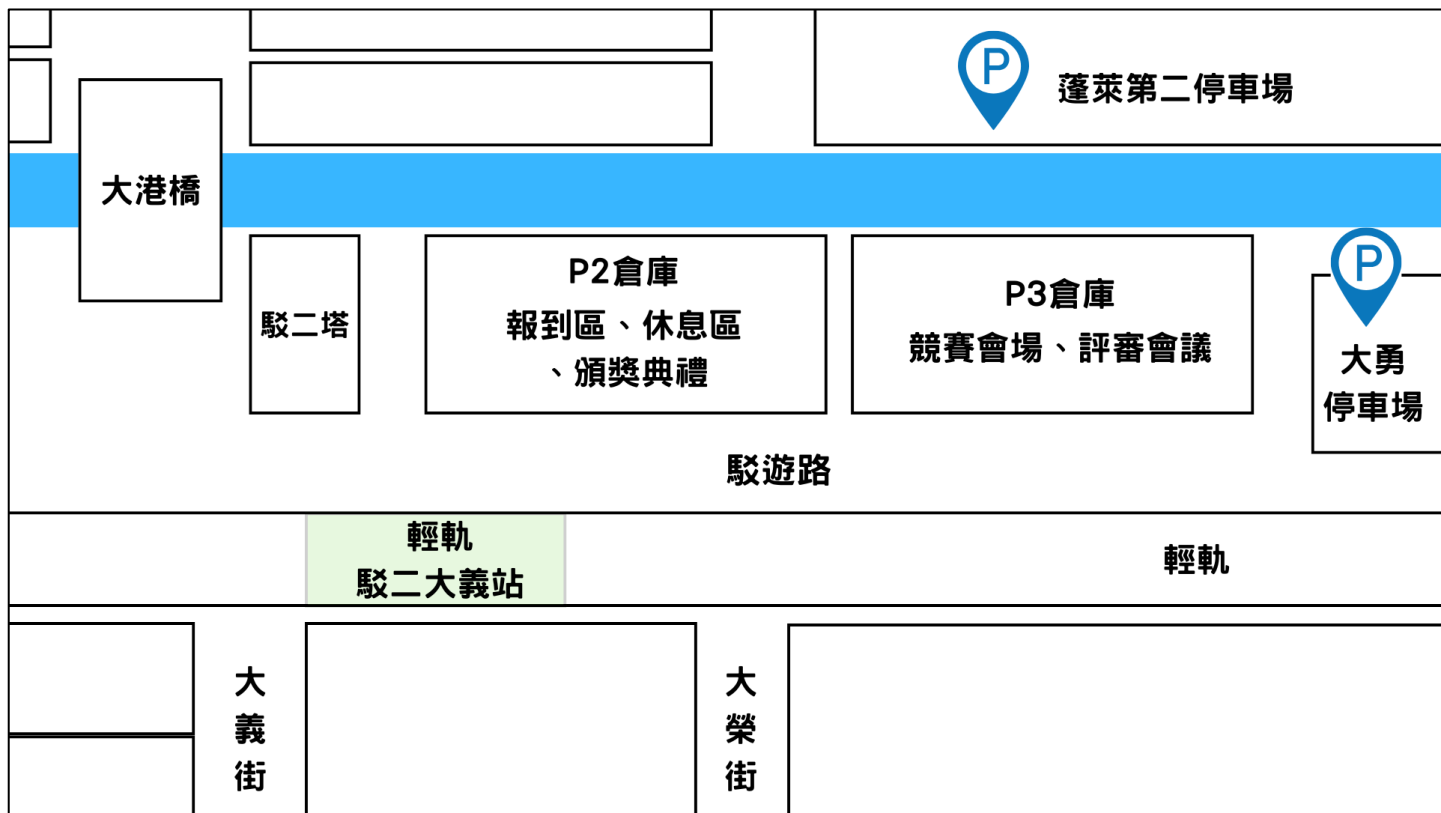 P
蓬萊第二停車場
大港橋
P
駁二塔
P2倉庫
報到區、休息區
、頒獎典禮
P3倉庫
競賽會場、評審會議
大勇
停車場
駁遊路
輕軌
駁二大義站
輕軌
大義街
大榮街